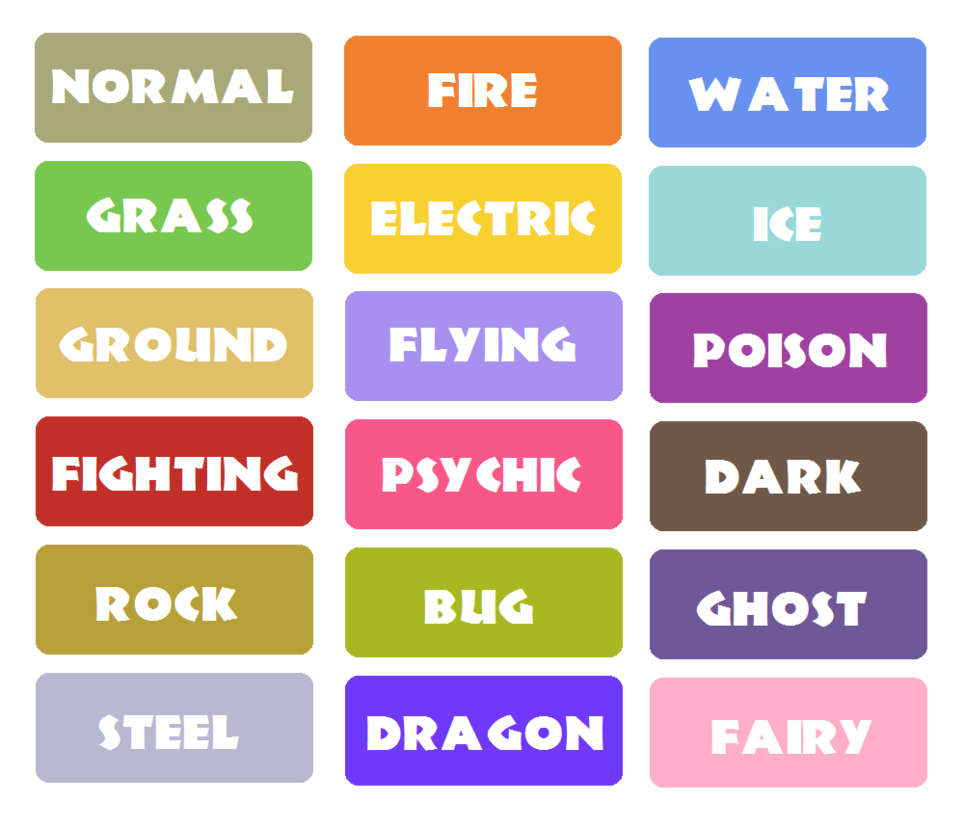 NORMAL
FIRE
WATER
GRASS
ELECTRIC
ICE
GROUND
FLYING
POISON
FIGHTING
PSYCHIC
DARK
ROCK
BUG
GHOST
STEEL
DRAGON
FAIRY